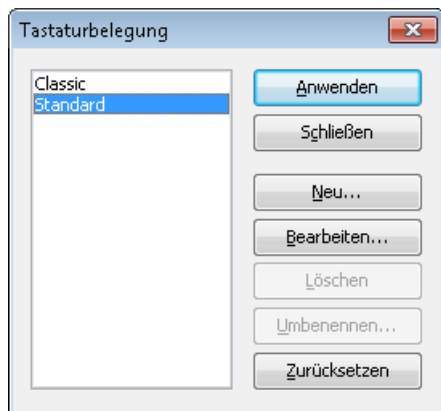 Tastaturbelegung
Classic
Standard
Anwenden
Schließen
Neu...
Bearbeiten...
Löschen
Umbenennen...
Zurücksetzen